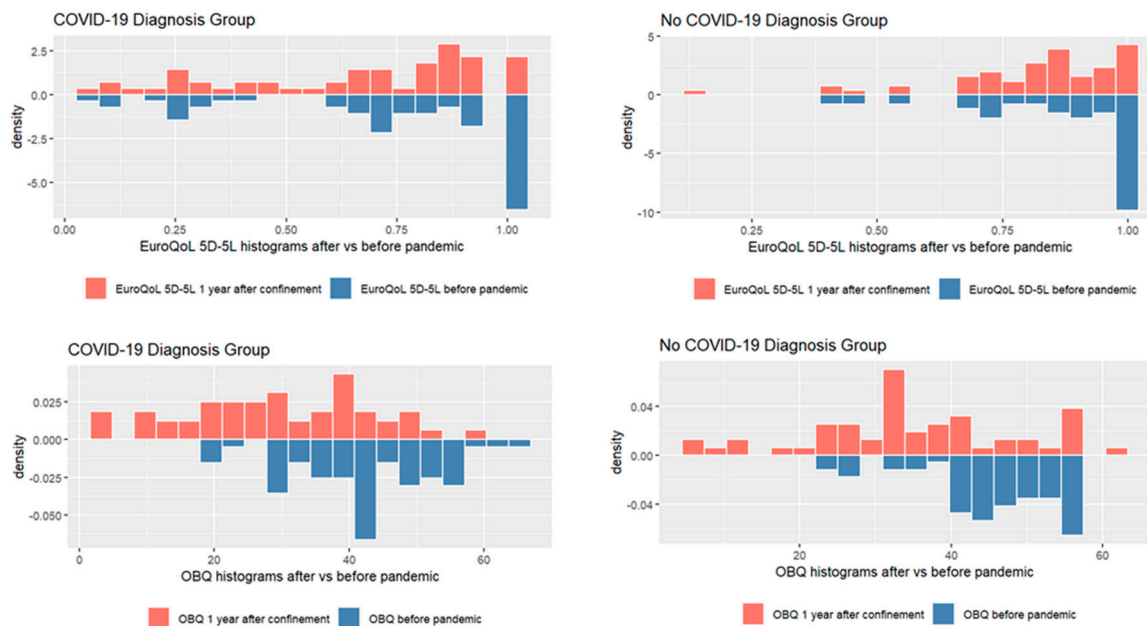 COVID-19 Diagnosis Group
2.5
0.0
-2.5
-5.0
density
0.00
0.25
0.50
0.75
1.00
EuroQoL 5D-5L histograms after vs before pandemic
EuroQoL 5D-5L 1 year after confinement
EuroQoL 5D-5L before pandemic
No COVID-19 Diagnosis Group
5
0
-5
-10
density
0.25
0.50
0.75
1.00
EuroQoL 5D-5L histograms after vs before pandemic
EuroQoL 5D-5L 1 year after confinement
EuroQoL 5D-5L before pandemic
COVID-19 Diagnosis Group
0.025
0.000
-0.025
-0.050
density
0
20
40
60
OBQ histograms after vs before pandemic
OBQ 1 year after confinement
OBQ before pandemic
No COVID-19 Diagnosis Group
0.04
0.00
-0.04
density
20
40
60
OBQ histograms after vs before pandemic
OBQ 1 year after confinement
OBQ before pandemic